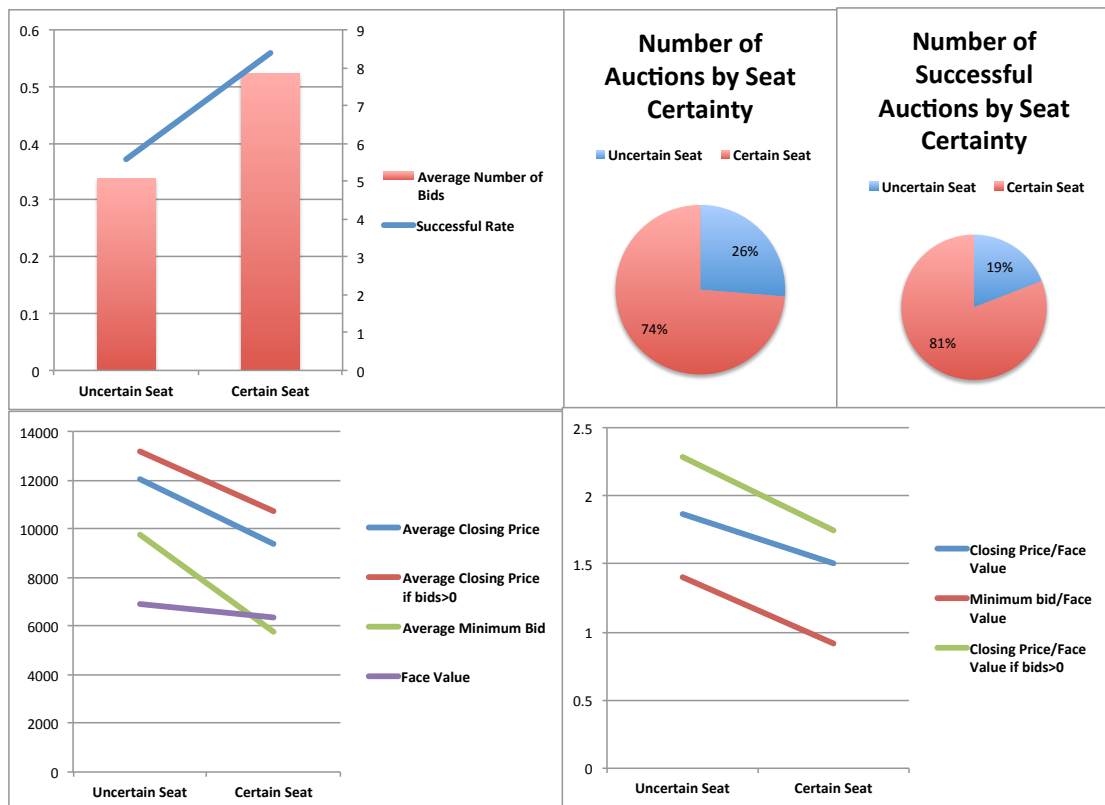 0.6
0.5
0.4
0.3
0.2
0.1
0
9
8
7
6
5
4
3
2
1
0
Uncertain Seat
Certain Seat
Average Number of
Bids
Successful Rate
Number of
Auctions by Seat
Certainty
Uncertain Seat
Certain Seat
26%
74%
Number of
Successful
Auctions by Seat
Certainty
Uncertain Seat
Certain Seat
19%
81%
14000
12000
10000
8000
6000
4000
2000
0
Uncertain Seat
Certain Seat
Average Closing Price
Average Closing Price
if bids>0
Average Minimum Bid
Face Value
2.5
2
1.5
1
0.5
0
Uncertain Seat
Certain Seat
Closing Price/Face
Value
Minimum bid/Face
Value
Closing Price/Face
Value if bids>0